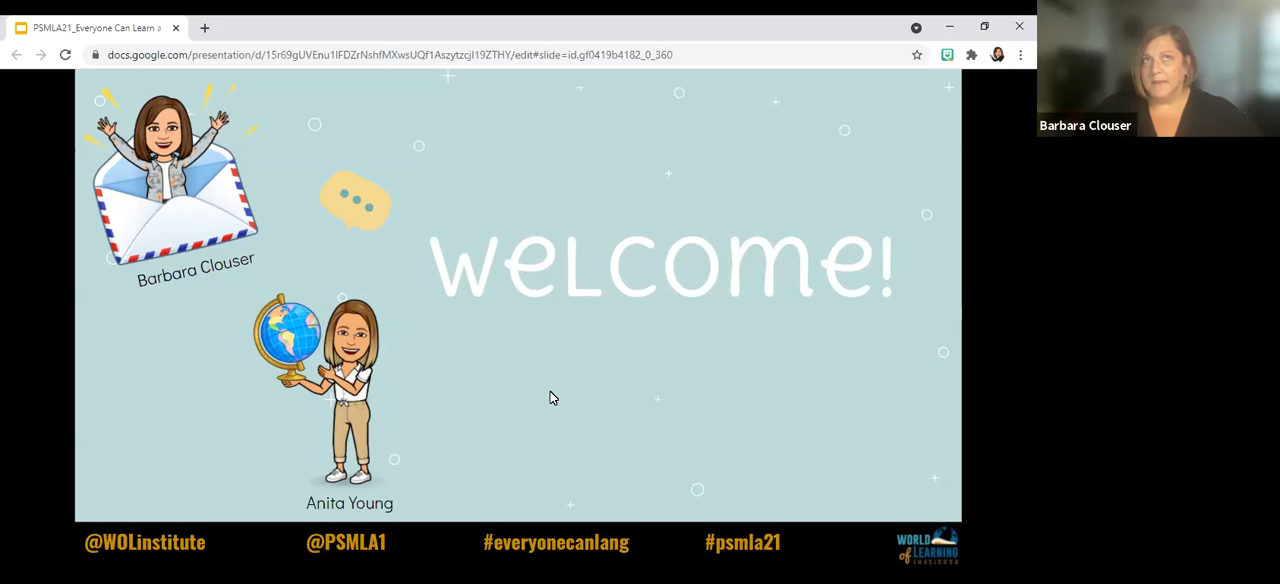 PSMLA21_Everyone Can Learn a
docs.google.com/presentation/d/15r69gUVEnu1lFDZrNshfMXwsUQf1Aszytzcjl19ZTHY/edit#slide=id.gf0419b4182_0_360
Barbara Clouser
Barbara Clouser
welcome!
Anita Young
@WOLinstitute @PSMLA1 #everyonecanlang #psmla21
WORLD
of LEARNING
INSTITUTE